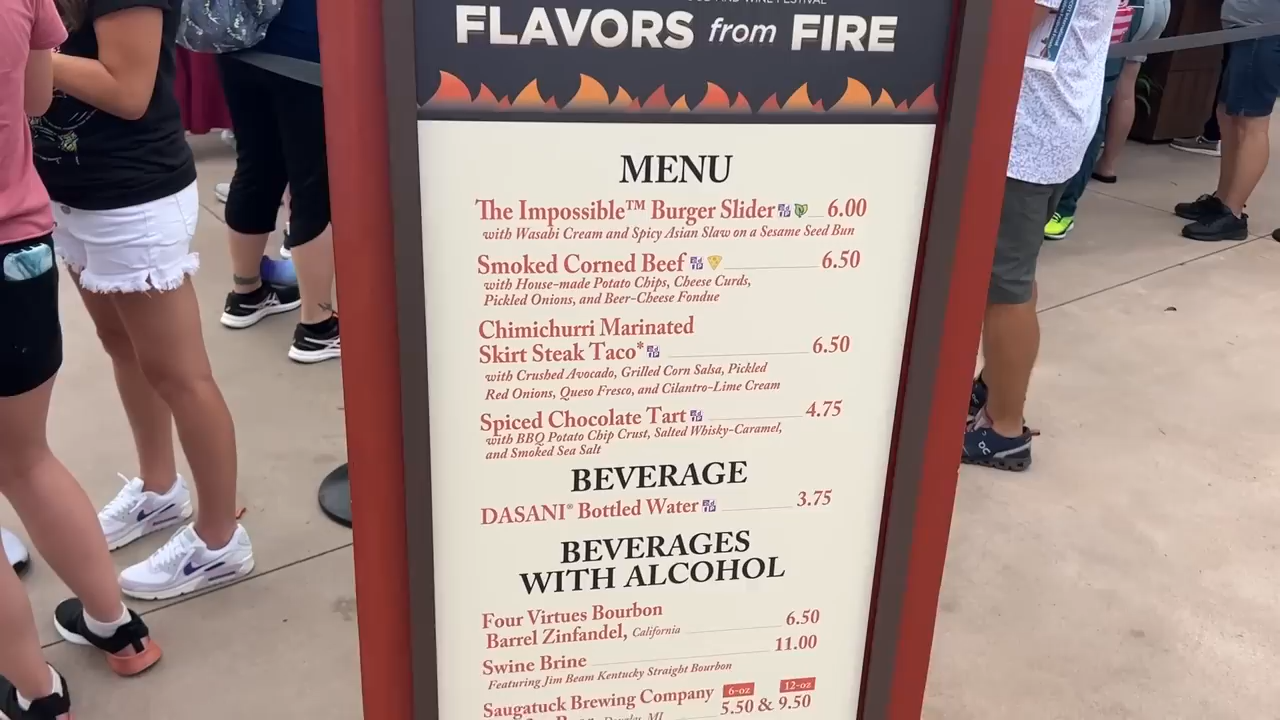 AND WINE FESTIVAL
FLAVORS from FIRE
MENU
The Impossible™ Burger Slider 6.00
with Wasabi Cream and Spicy Asian Slaw on a Sesame Seed Bun
Smoked Corned Beef 6.50
with House-made Potato Chips, Cheese Curds,
Pickled Onions, and Beer-Cheese Fondue
Chimichurri Marinated
Skirt Steak Taco* 6.50
with Crushed Avocado, Grilled Corn Salsa, Pickled
Red Onions, Queso Fresco, and Cilantro-Lime Cream
Spiced Chocolate Tart 4.75
with BBQ Potato Chip Crust, Salted Whisky-Caramel,
and Smoked Sea Salt
BEVERAGE
DASANI® Bottled Water 3.75
BEVERAGES
WITH ALCOHOL
Four Virtues Bourbon
Barrel Zinfandel, California 6.50
Swine Brine 11.00
Featuring Jim Beam Kentucky Straight Bourbon
6-oz 12-oz
Saugatuck Brewing Company 5.50 & 9.50
Douglas, MI